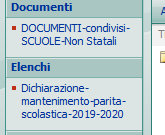 Documenti
DOCUMENTI-condivisi-
SCUOLE-Non Statali
Elenchi
Dichiarazione-
mantenimento-parita-
scolastica-2019-2020